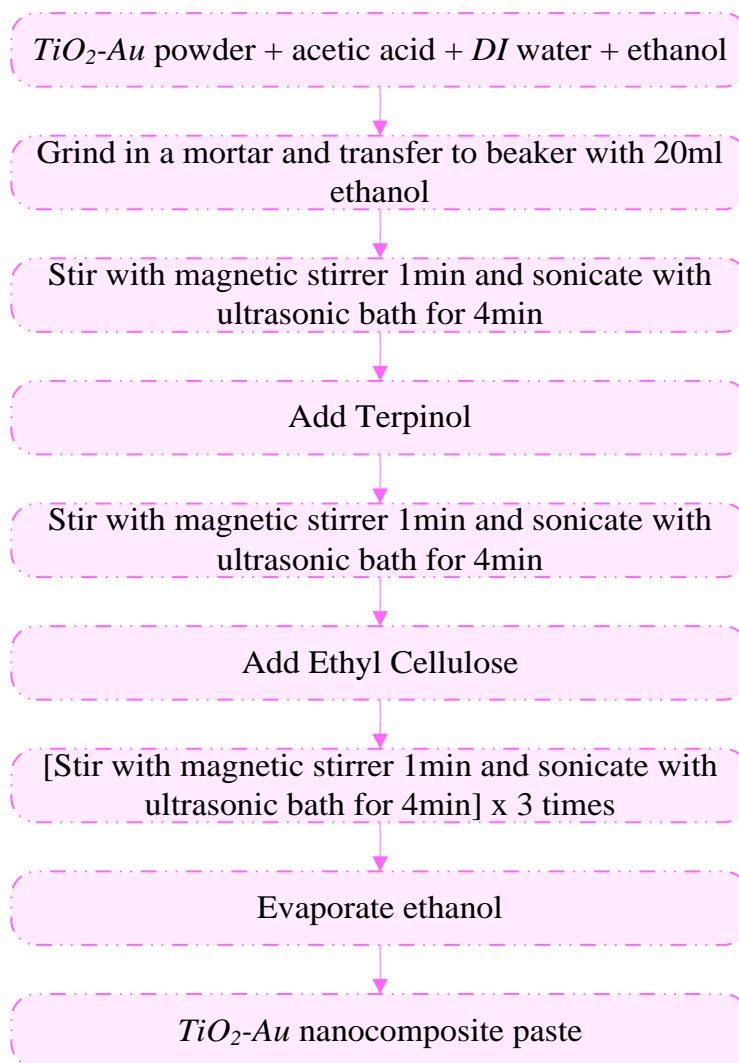 TiO₂-Au powder + acetic acid + DI water + ethanol
Grind in a mortar and transfer to beaker with 20ml
ethanol
Stir with magnetic stirrer 1min and sonicate with
ultrasonic bath for 4min
Add Terpinol
Stir with magnetic stirrer 1min and sonicate with
ultrasonic bath for 4min
Add Ethyl Cellulose
[Stir with magnetic stirrer 1min and sonicate with
ultrasonic bath for 4min] x 3 times
Evaporate ethanol
TiO₂-Au nanocomposite paste